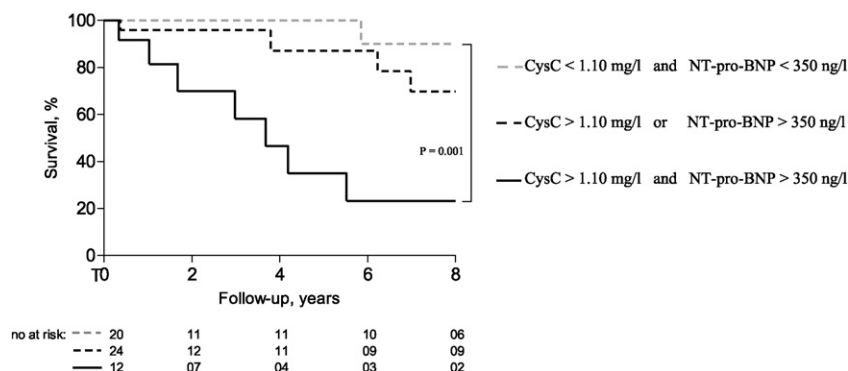 100
80
60
40
20
0
Survival, %
P = 0.001
T0 2 4 6 8
Follow-up, years
CysC < 1.10 mg/l and NT-pro-BNP < 350 ng/l
CysC > 1.10 mg/l or NT-pro-BNP > 350 ng/l
CysC > 1.10 mg/l and NT-pro-BNP > 350 ng/l
no at risk: 20 11 11 10 06
24 12 11 09 09
12 07 04 03 02